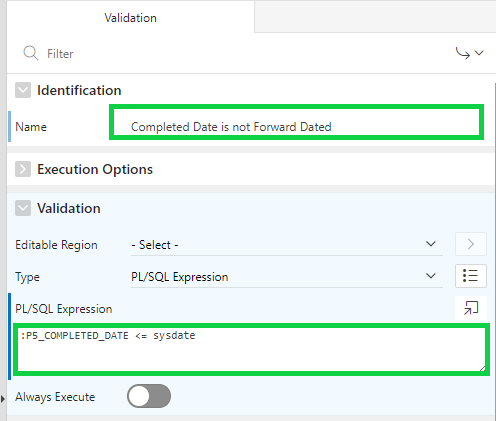 Validation
Filter
Identification
Name Completed Date is not Forward Dated
Execution Options
Validation
Editable Region - Select -
Type PL/SQL Expression
PL/SQL Expression
:P5_COMPLETED_DATE <= sysdate
Always Execute